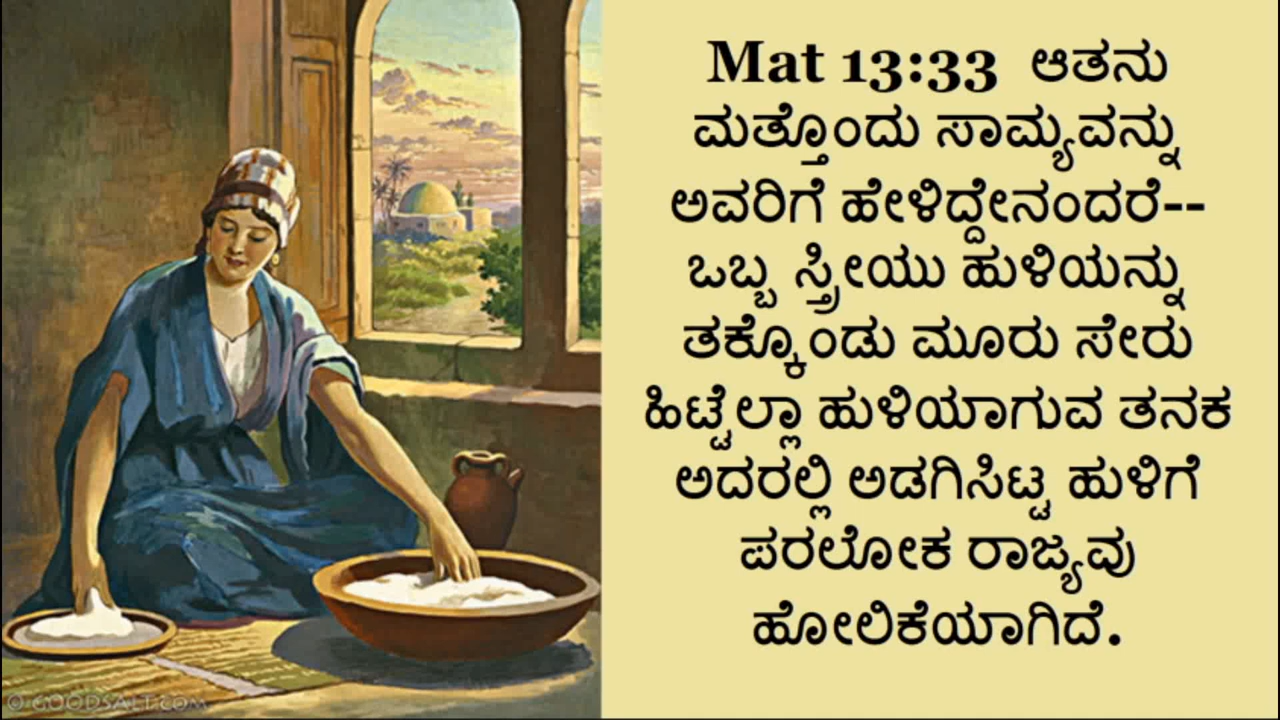 Mat 13:33 ಆತನು
ಮತ್ತೊಂದು ಸಾಮ್ಯವನ್ನು
ಅವರಿಗೆ ಹೇಳಿದ್ದೇನಂದರೆ--
ಒಬ್ಬ ಸ್ತ್ರೀಯು ಹುಳಿಯನ್ನು
ತಕ್ಕೊಂಡು ಮೂರು ಸೇರು
ಹಿಟ್ಟೆಲ್ಲಾ ಹುಳಿಯಾಗುವ ತನಕ
ಅದರಲ್ಲಿ ಅಡಗಿಸಿಟ್ಟ ಹುಳಿಗೆ
ಪರಲೋಕ ರಾಜ್ಯವು
ಹೋಲಿಕೆಯಾಗಿದೆ.
© GOODSALT.COM